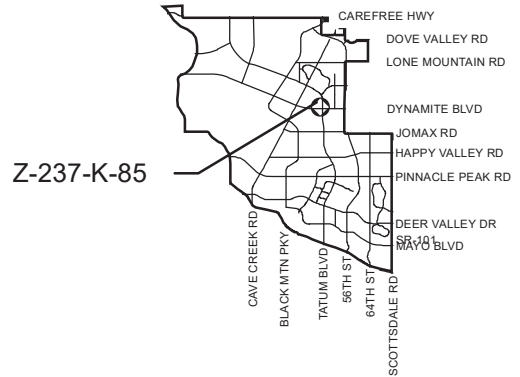 CAREFREE HWY
DOVE VALLEY RD
LONE MOUNTAIN RD
DYNAMITE BLVD
JOMAX RD
HAPPY VALLEY RD
Z-237-K-85
PINNACLE PEAK RD
DEER VALLEY DR
SR-101
MAYO BLVD
CAVE CREEK RD
BLACK MTN PKY
TATUM BLVD
56TH ST
64TH ST
SCOTTSDALE RD